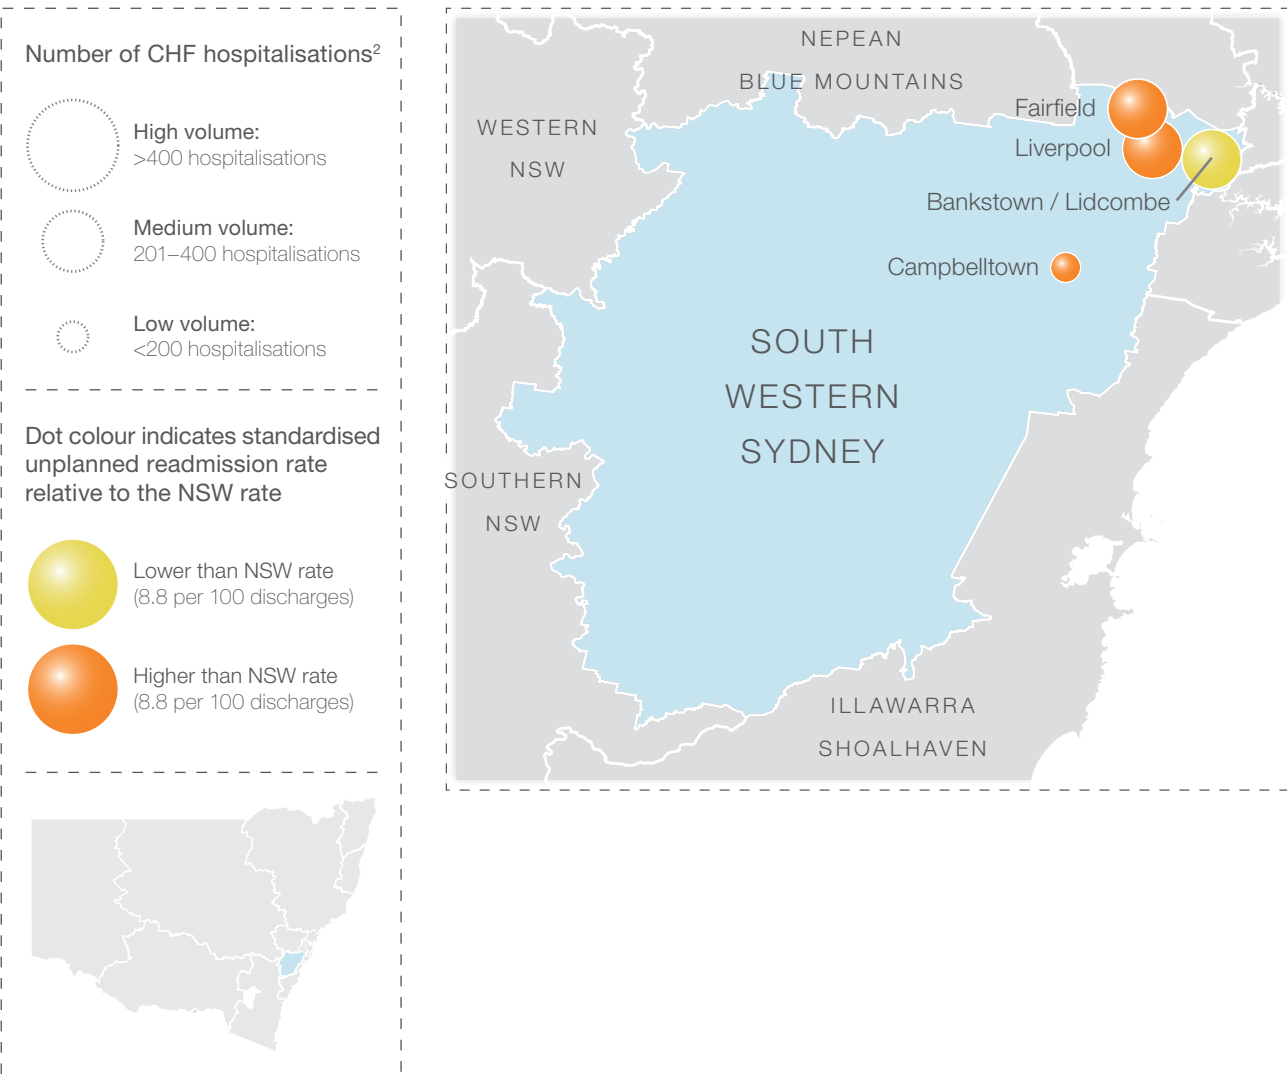 Number of CHF hospitalisations²
High volume:
>400 hospitalisations
Medium volume:
201–400 hospitalisations
Low volume:
<200 hospitalisations
Dot colour indicates standardised
unplanned readmission rate
relative to the NSW rate
Lower than NSW rate
(8.8 per 100 discharges)
Higher than NSW rate
(8.8 per 100 discharges)
NEPEAN
BLUE MOUNTAINS
WESTERN
NSW
Fairfield
Liverpool
Bankstown / Lidcombe
Campbelltown
SOUTH
WESTERN
SYDNEY
SOUTHERN
NSW
ILLAWARRA
SHOALHAVEN